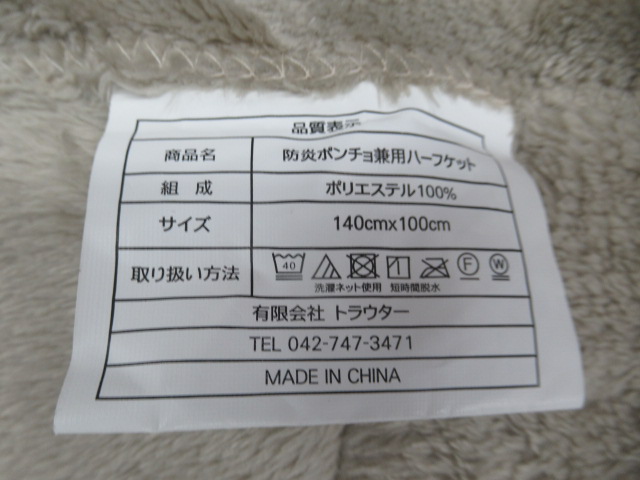 品質表示
商品名 防炎ポンチョ兼用ハーフケット
組成 ポリエステル100%
サイズ 140cmx100cm
取り扱い方法 40 F W
洗濯ネット使用 短時間脱水
有限会社 トラウター
TEL 042-747-3471
MADE IN CHINA